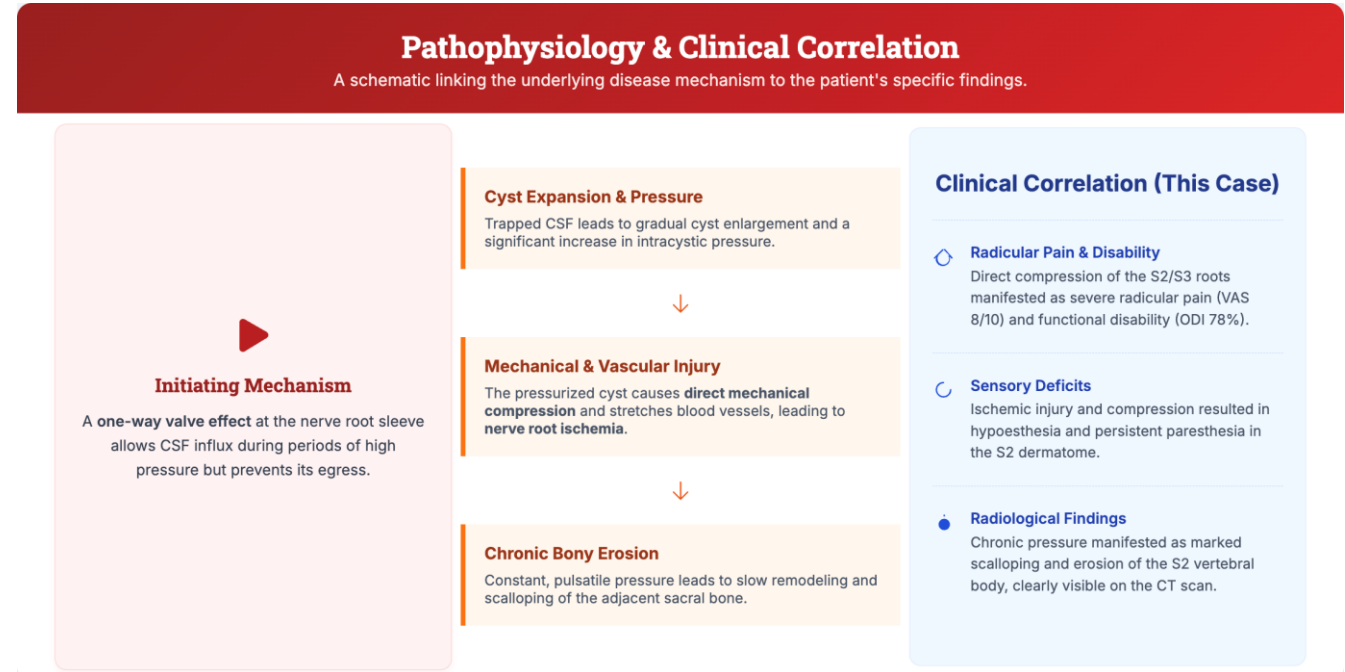 Pathophysiology & Clinical Correlation
A schematic linking the underlying disease mechanism to the patient's specific findings.
Initiating Mechanism
A one-way valve effect at the nerve root sleeve
allows CSF influx during periods of high
pressure but prevents its egress.
Cyst Expansion & Pressure
Trapped CSF leads to gradual cyst enlargement and a
significant increase in intracystic pressure.
Mechanical & Vascular Injury
The pressurized cyst causes direct mechanical
compression and stretches blood vessels, leading to
nerve root ischemia.
Chronic Bony Erosion
Constant, pulsatile pressure leads to slow remodeling and
scalloping of the adjacent sacral bone.
Clinical Correlation (This Case)
Radicular Pain & Disability
Direct compression of the S2/S3 roots
manifested as severe radicular pain (VAS
8/10) and functional disability (ODI 78%).
Sensory Deficits
Ischemic injury and compression resulted in
hypoesthesia and persistent paresthesia in
the S2 dermatome.
Radiological Findings
Chronic pressure manifested as marked
scalloping and erosion of the S2 vertebral
body, clearly visible on the CT scan.